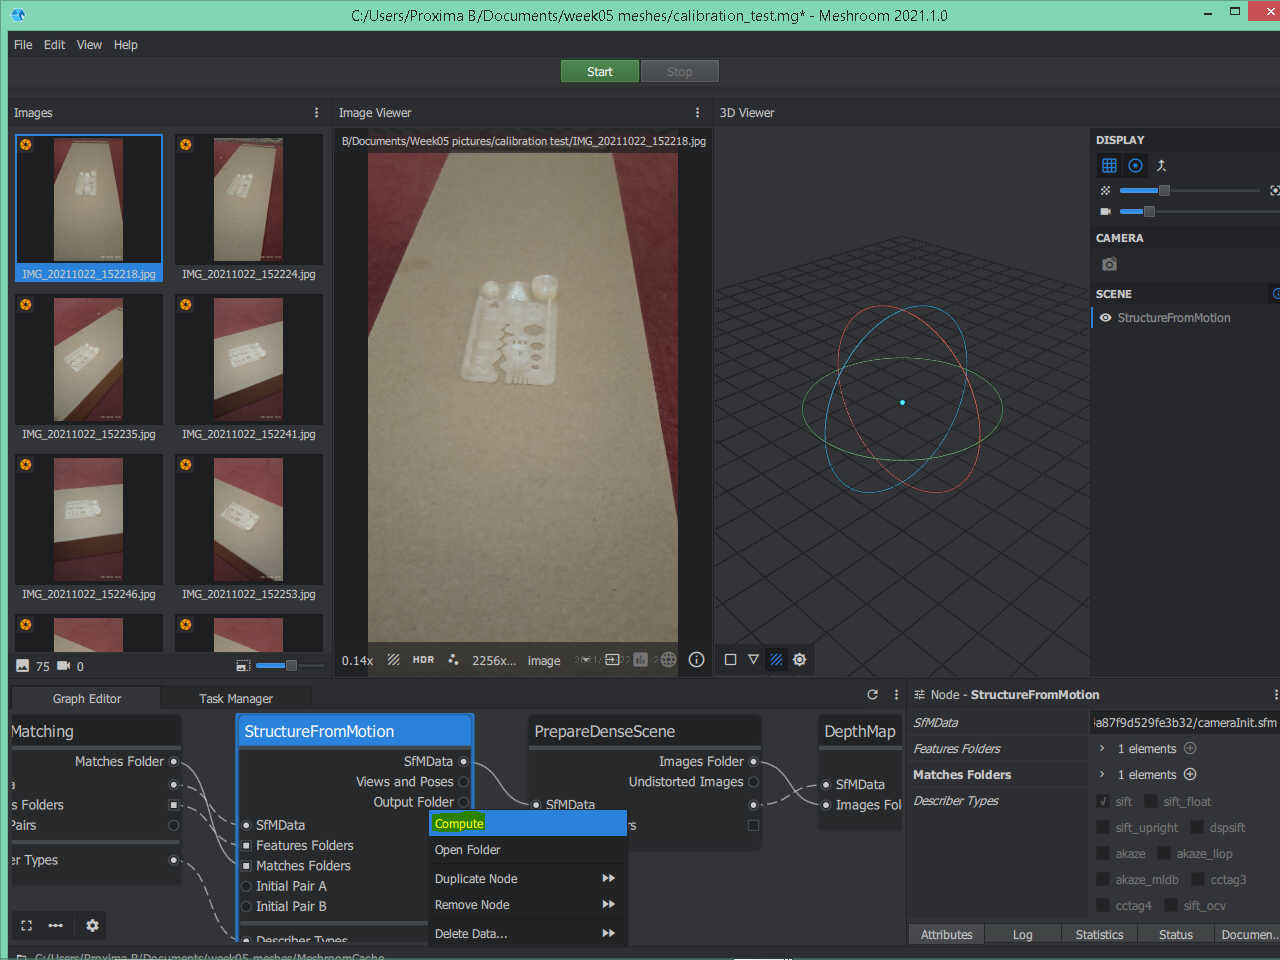 C:/Users/Proxima B/Documents/week05 meshes/calibration_test.mg* - Meshroom 2021.1.0
File Edit View Help
Start Stop
Images
Image Viewer
3D Viewer
IMG_20211022_152218.jpg
IMG_20211022_152224.jpg
IMG_20211022_152235.jpg
IMG_20211022_152241.jpg
IMG_20211022_152246.jpg
IMG_20211022_152253.jpg
75 0
B/Documents/Week05 pictures/calibration test/IMG_20211022_152218.jpg
0.14x HDR 2256x... image
DISPLAY
CAMERA
SCENE
StructureFromMotion
Graph Editor Task Manager
Matching
Matches Folder
a
s Folders
Pairs
er Types
StructureFromMotion
SfMData
Views and Poses
Output Folder
SfMData
Features Folders
Matches Folders
Initial Pair A
Initial Pair B
Describer Types
PrepareDenseScene
Images Folder
Undistorted Images
SfMData
rs
DepthMap
SfMData
Images Fol
Compute
Open Folder
Duplicate Node
Remove Node
Delete Data...
Node - StructureFromMotion
SfMData a87f9d529fe3b32/cameraInit.sfm
Features Folders 1 elements
Matches Folders 1 elements
Describer Types sift sift_float
sift_upright dspsift
akaze akaze_liop
akaze_mldb cctag3
cctag4 sift_ocv
Attributes Log Statistics Status Documen...
C:/Users/Proxima B/Documents/week05 meshes/MeshroomCache